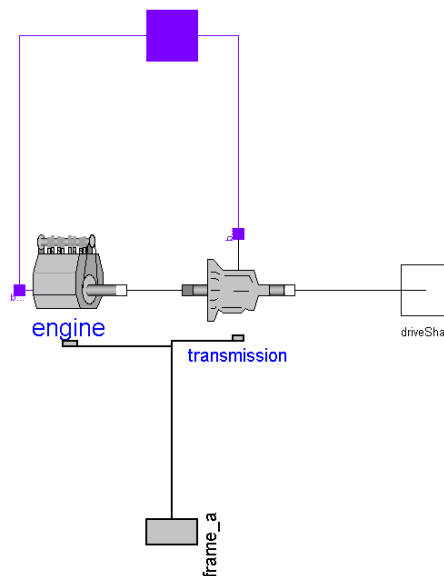 b...
b...
engine
transmission
driveSha
frame_a